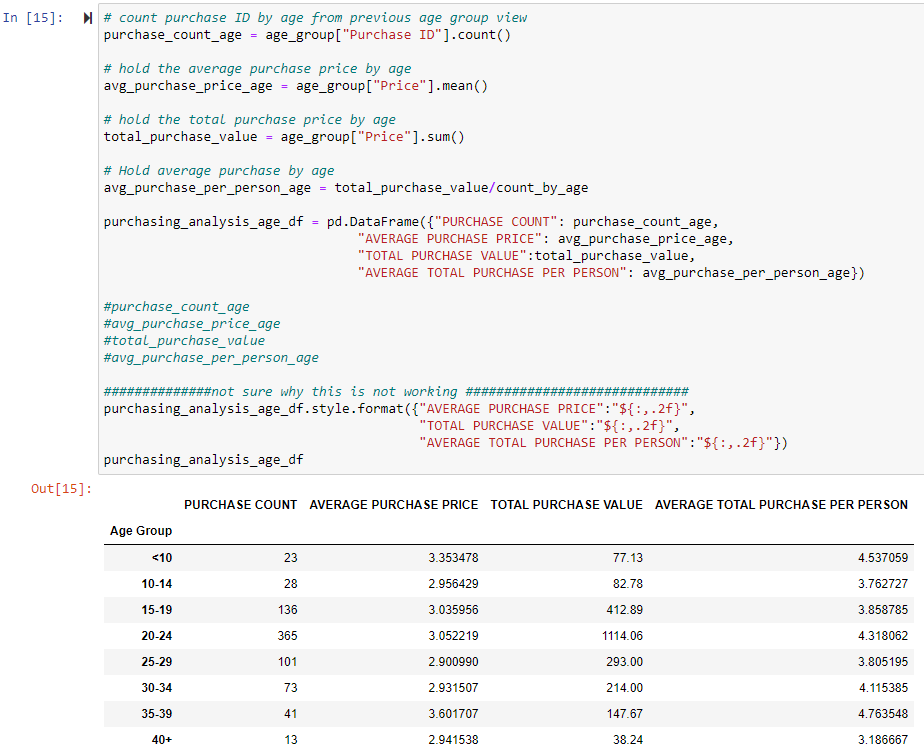 In [15]:
# count purchase ID by age from previous age group view
purchase_count_age = age_group["Purchase ID"].count()
# hold the average purchase price by age
avg_purchase_price_age = age_group["Price"].mean()
# hold the total purchase price by age
total_purchase_value = age_group["Price"].sum()
# Hold average purchase by age
avg_purchase_per_person_age = total_purchase_value/count_by_age
purchasing_analysis_age_df = pd.DataFrame({"PURCHASE COUNT": purchase_count_age,
"AVERAGE PURCHASE PRICE": avg_purchase_price_age,
"TOTAL PURCHASE VALUE":total_purchase_value,
"AVERAGE TOTAL PURCHASE PER PERSON": avg_purchase_per_person_age})
#purchase_count_age
#avg_purchase_price_age
#total_purchase_value
#avg_purchase_per_person_age
##############not sure why this is not working #############################
purchasing_analysis_age_df.style.format({"AVERAGE PURCHASE PRICE":"${:,.2f}",
"TOTAL PURCHASE VALUE":"${:,.2f}",
"AVERAGE TOTAL PURCHASE PER PERSON":"${:,.2f}"})
purchasing_analysis_age_df
Out[15]:
PURCHASE COUNT AVERAGE PURCHASE PRICE TOTAL PURCHASE VALUE AVERAGE TOTAL PURCHASE PER PERSON
Age Group
<10 23 3.353478 77.13 4.537059
10-14 28 2.956429 82.78 3.762727
15-19 136 3.035956 412.89 3.858785
20-24 365 3.052219 1114.06 4.318062
25-29 101 2.900990 293.00 3.805195
30-34 73 2.931507 214.00 4.115385
35-39 41 3.601707 147.67 4.763548
40+ 13 2.941538 38.24 3.186667